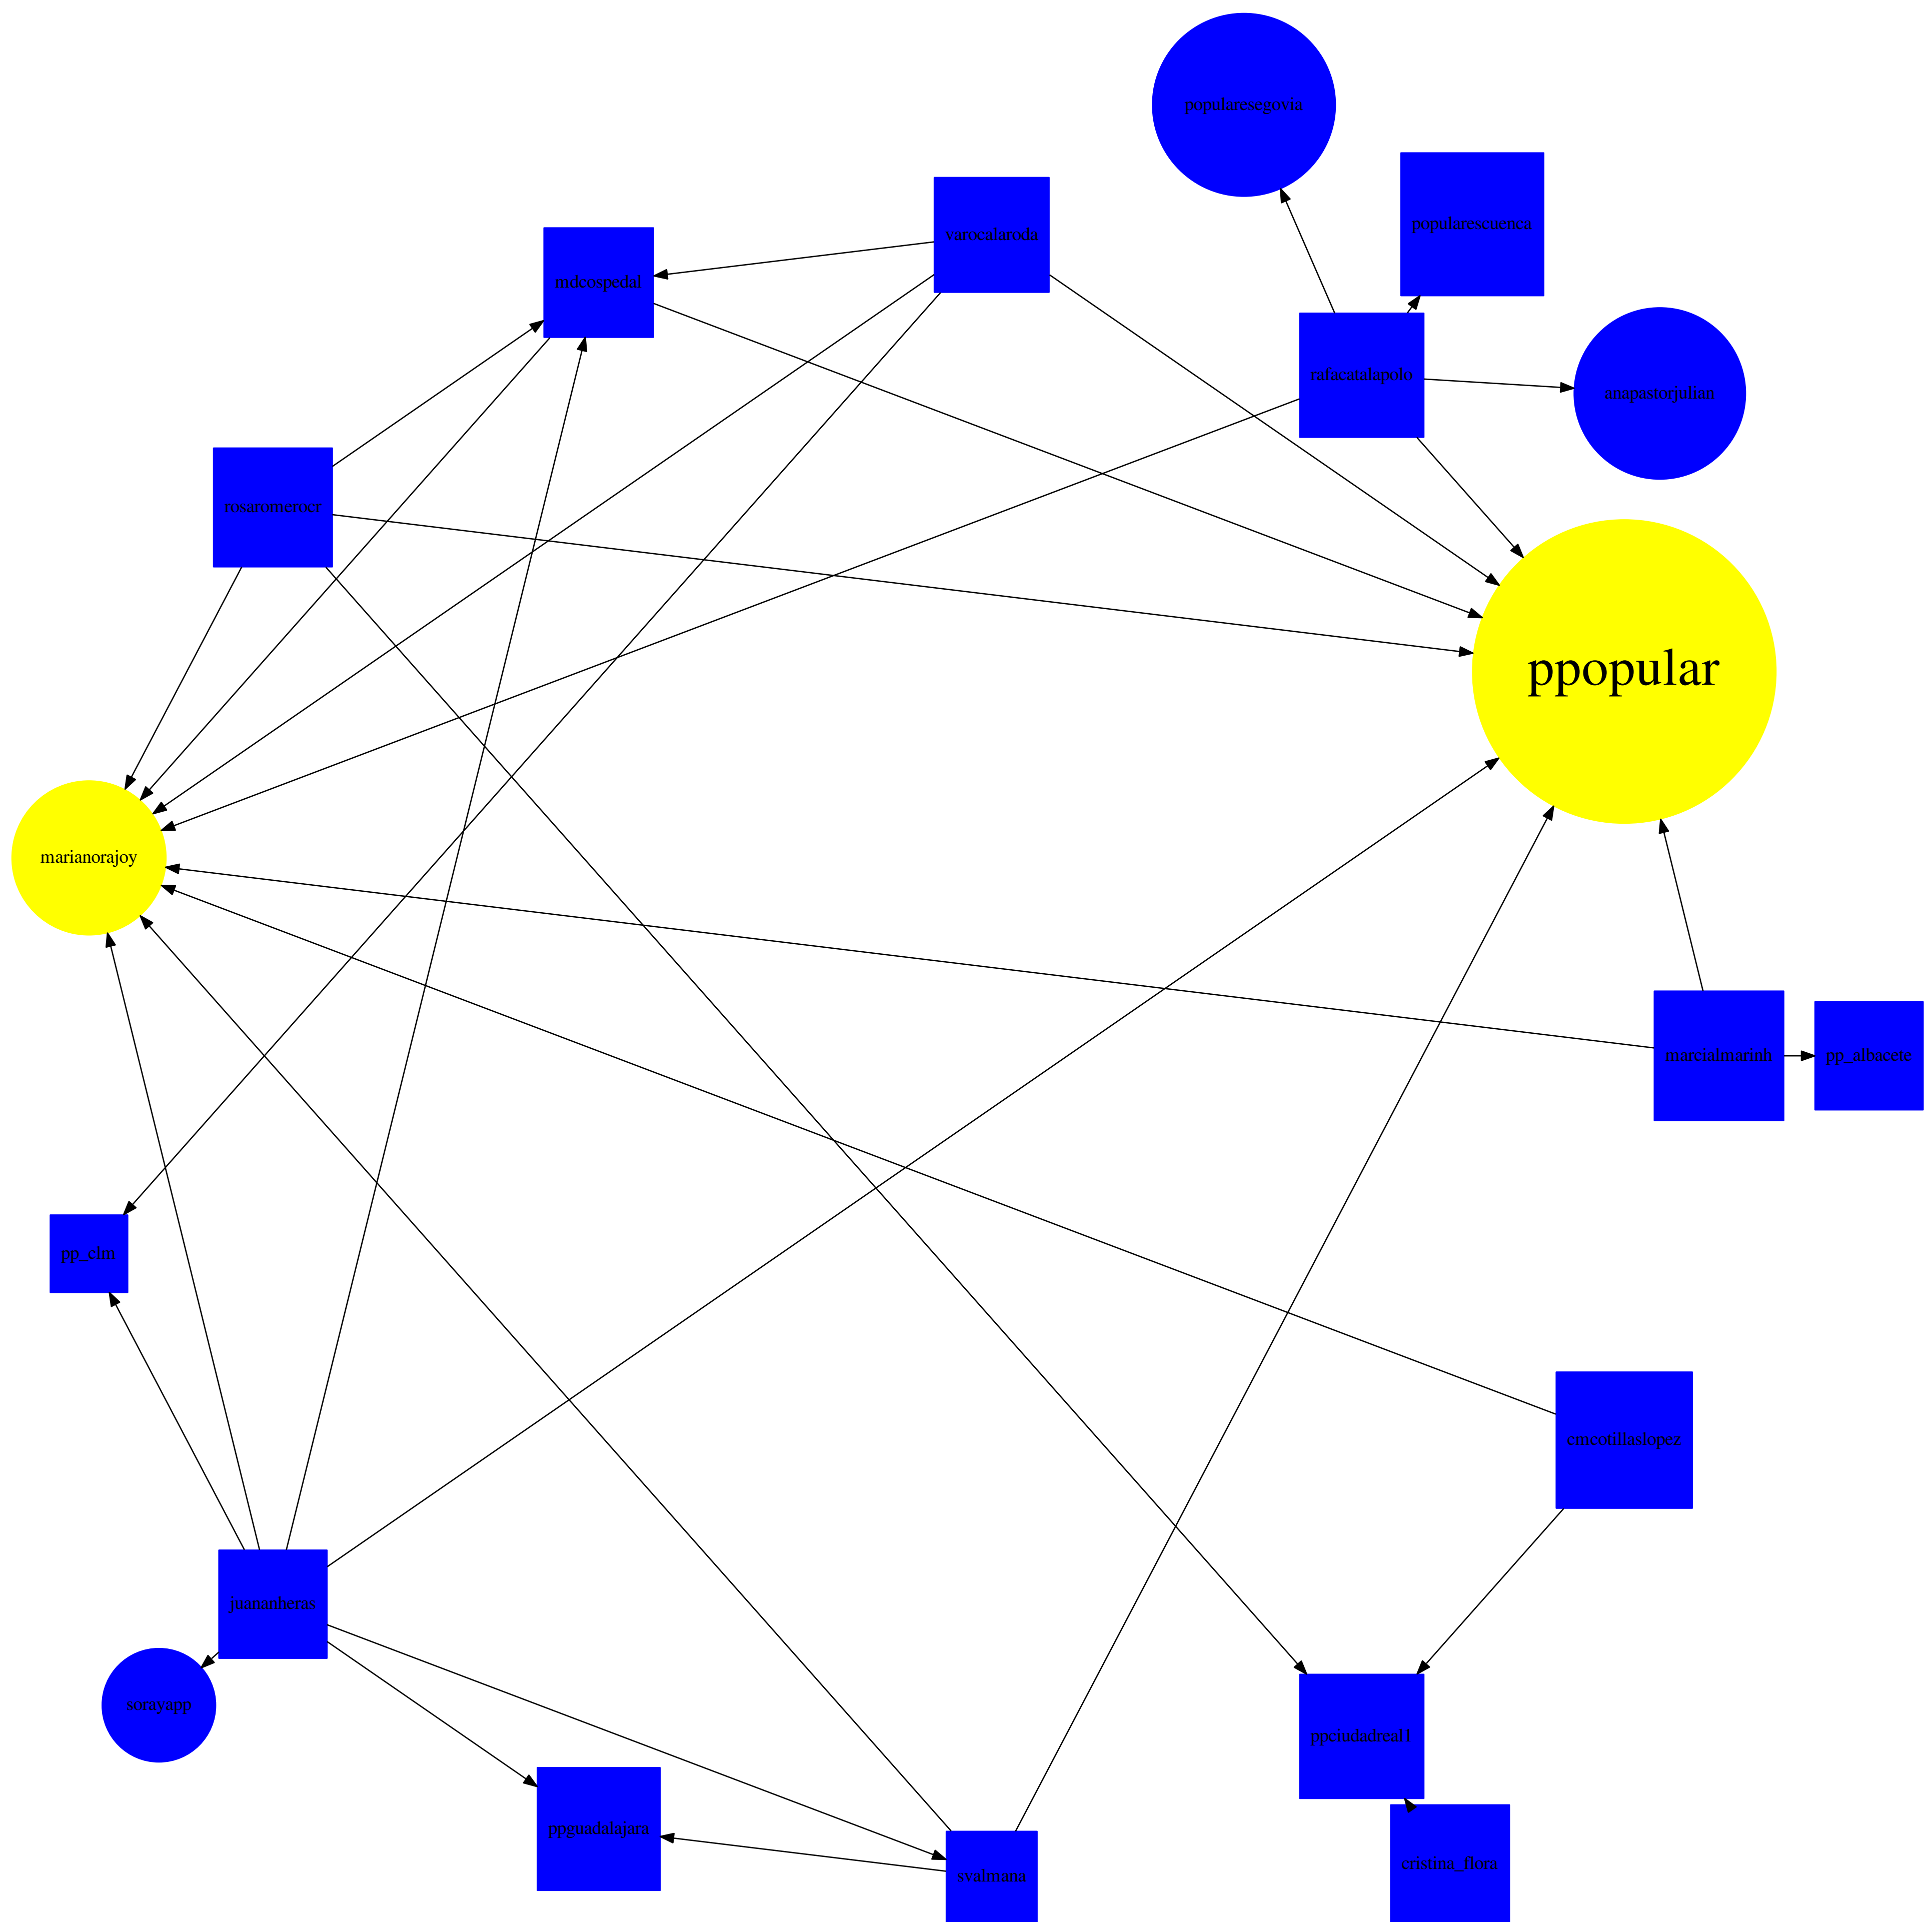 popularesegovia
popularescuenca
varocalaroda
mdcospedal
rafacatalapolo
anapastorjulian
rosaromerocr
ppopular
marianorajoy
marcialmarinh
pp_albacete
pp_clm
cmcotillaslopez
juananheras
sorayapp
ppciudadreal1
ppguadalajara
cristina_flora
svalmana